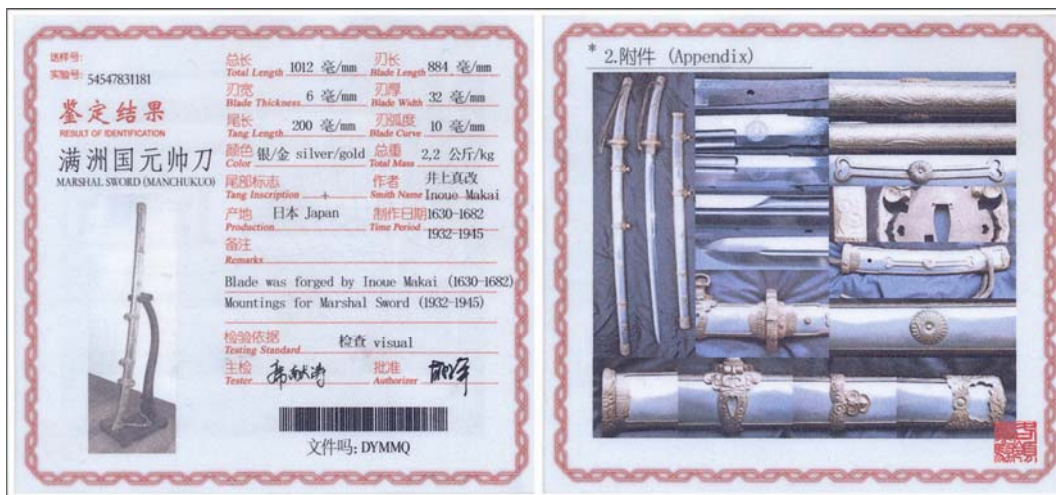 送样号:
实验号: 54547831181
鉴定结果
RESULT OF IDENTIFICATION
满洲国元帅刀
MARSHAL SWORD (MANCHUKUO)
总长 Total Length 1012 毫/mm 刃长 Blade Length 884 毫/mm
刃宽 Blade Thickness 6 毫/mm 刃厚 Blade Width 32 毫/mm
尾长 Tang Length 200 毫/mm 刃弧度 Blade Curve 10 毫/mm
颜色 Color 银/金 silver/gold 总重 Total Mass 2,2 公斤/kg
尾部标志 Tang Inscription + 作者 Smith Name 井上真改 Inoue Makai
产地 Production 日本 Japan 制作日期 Time Period 1630-1682
1932-1945
备注
Remarks
Blade was forged by Inoue Makai (1630-1682)
Mountings for Marshal Sword (1932-1945)
检验依据 Testing Standard 检查 visual
主检 Tester 批准 Authorizer
文件吗: DYMMQ
* 2.附件 (Appendix)